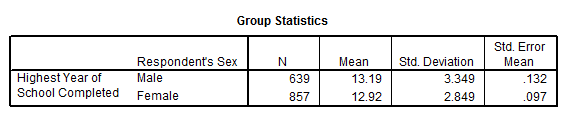 Group Statistics
Respondent's Sex N Mean Std. Deviation Std. Error Mean
Highest Year of School Completed Male 639 13.19 3.349 .132
Female 857 12.92 2.849 .097